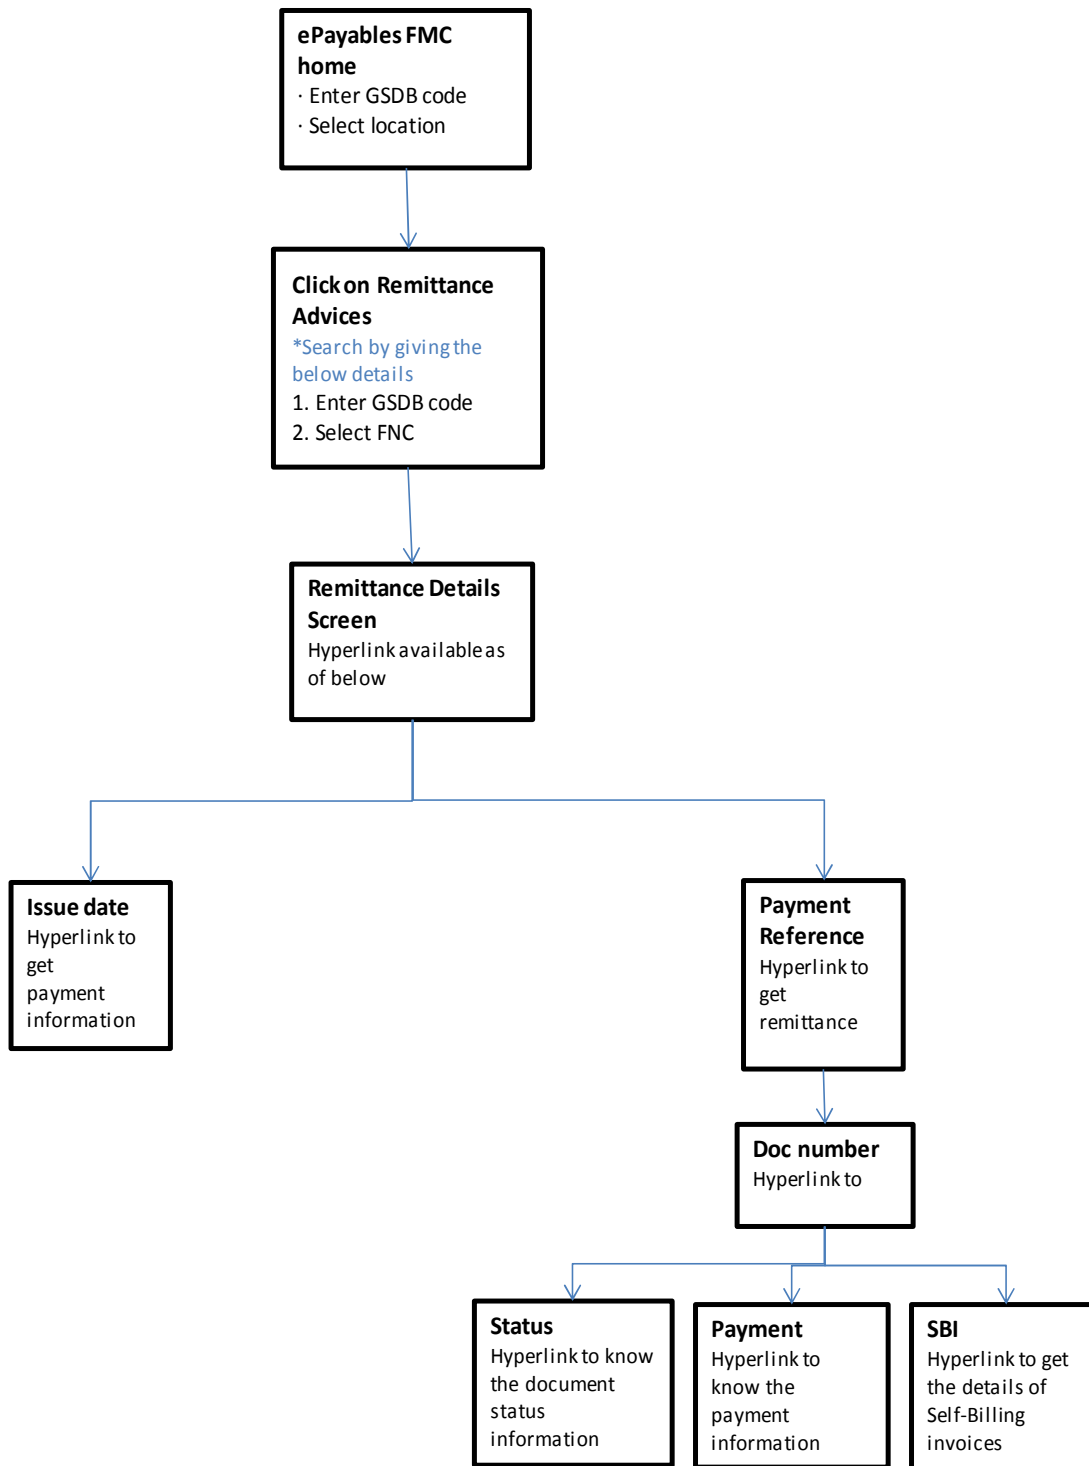 ePayables FMC
home
· Enter GSDB code
· Select location
Click on Remittance
Advices
*Search by giving the
below details
1. Enter GSDB code
2. Select FNC
Remittance Details
Screen
Hyperlink available as
of below
Issue date
Hyperlink to
get
payment
information
Payment
Reference
Hyperlink to
get
remittance
Doc number
Hyperlink to
Status
Hyperlink to know
the document
status
information
Payment
Hyperlink to
know the
payment
information
SBI
Hyperlink to get
the details of
Self-Billing
invoices